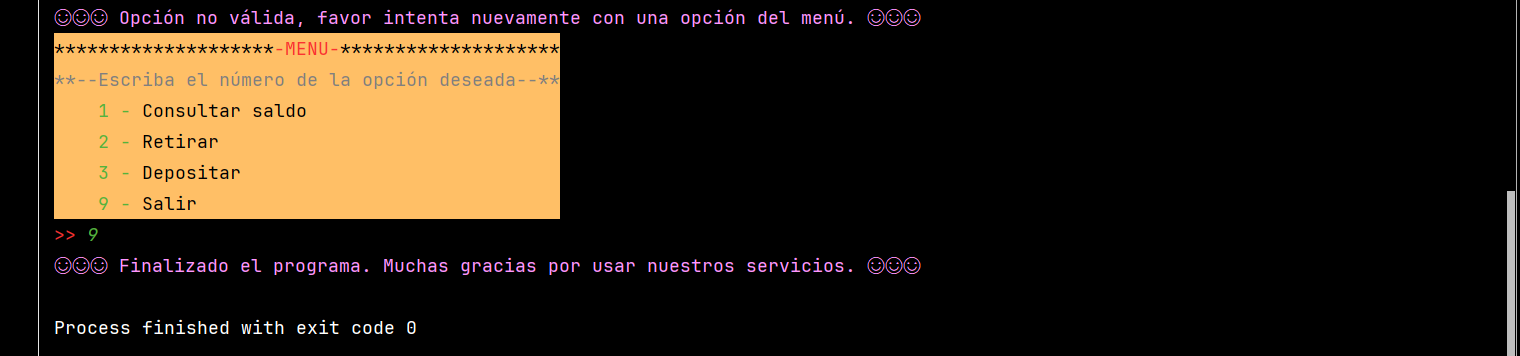 ☺☺☺ Opción no válida, favor intenta nuevamente con una opción del menú. ☺☺☺
********************-MENU-********************
**--Escriba el número de la opción deseada--**
    1 - Consultar saldo
    2 - Retirar
    3 - Depositar
    9 - Salir
>> 9
☺☺☺ Finalizado el programa. Muchas gracias por usar nuestros servicios. ☺☺☺
Process finished with exit code 0